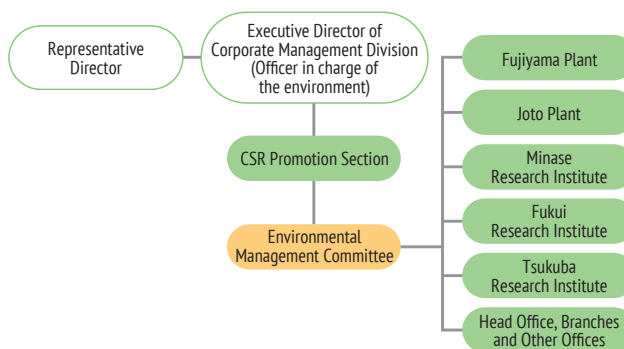 Representative
Director
Executive Director of
Corporate Management Division
(Officer in charge of
the environment)
CSR Promotion Section
Environmental
Management Committee
Fujiyama Plant
Joto Plant
Minase
Research Institute
Fukui
Research Institute
Tsukuba
Research Institute
Head Office, Branches
and Other Offices